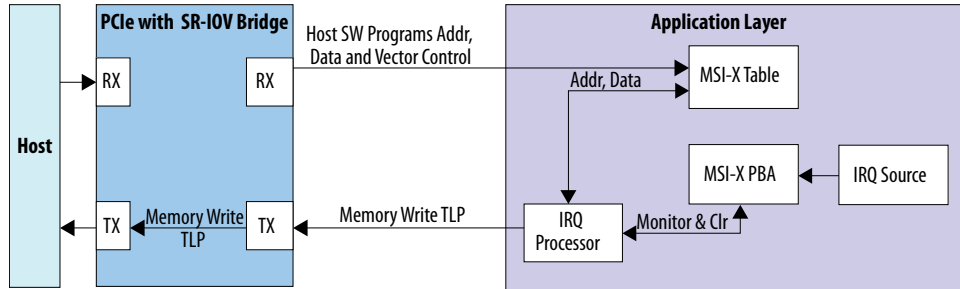 PCIe with SR-IOV Bridge
Application Layer
Host SW Programs Addr,
Data and Vector Control
RX
RX
MSI-X Table
Addr, Data
Host
MSI-X PBA
IRQ Source
TX
Memory Write
TLP
TX
Memory Write TLP
IRQ
Processor
Monitor & Clr